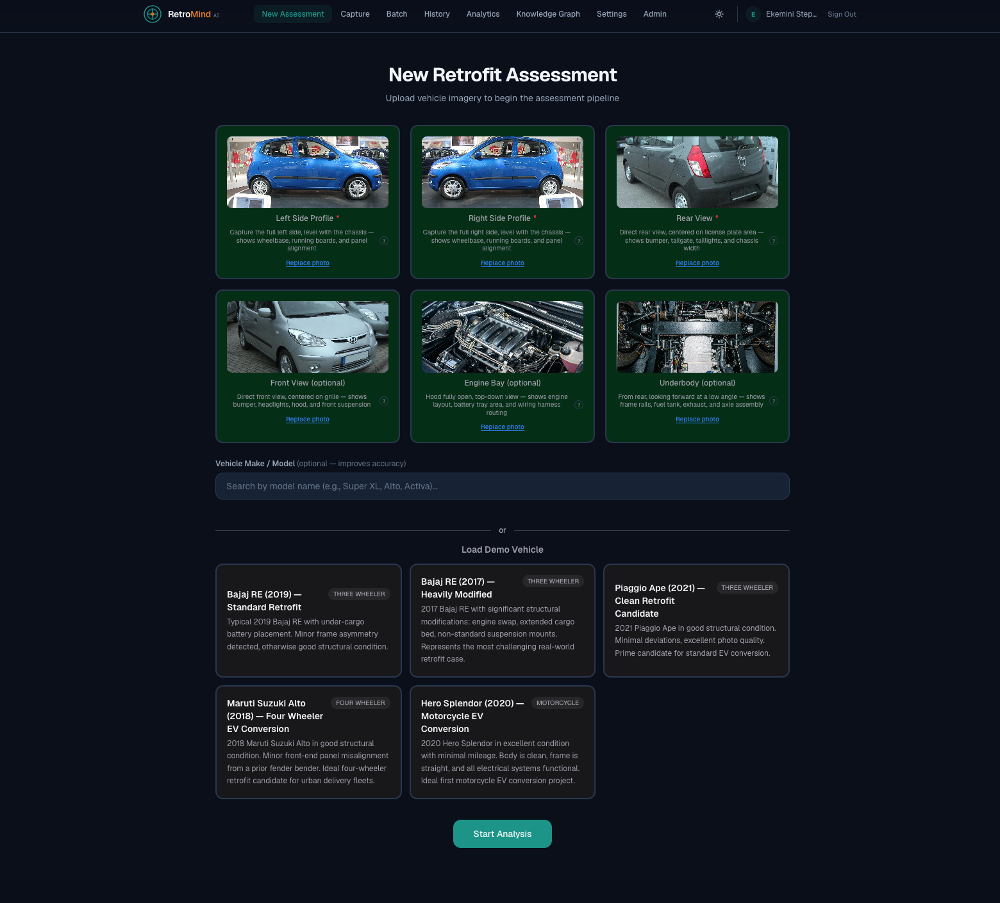 RetroMind AI
New Assessment
Capture
Batch
History
Analytics
Knowledge Graph
Settings
Admin
E
Ekemini Step...
Sign Out
New Retrofit Assessment
Upload vehicle imagery to begin the assessment pipeline
Left Side Profile *
Capture the full left side, level with the chassis —
shows wheelbase, running boards, and panel
alignment
?
Replace photo
Right Side Profile *
Capture the full right side, level with the chassis —
shows wheelbase, running boards, and panel
alignment
?
Replace photo
Rear View *
Direct rear view, centered on license plate area —
shows bumper, tailgate, taillights, and chassis
width
?
Replace photo
Front View (optional)
Direct front view, centered on grille — shows
bumper, headlights, hood, and front suspension
?
Replace photo
Engine Bay (optional)
Hood fully open, top-down view — shows engine
layout, battery tray area, and wiring harness
routing
?
Replace photo
Underbody (optional)
From rear, looking forward at a low angle — shows
frame rails, fuel tank, exhaust, and axle assembly
?
Replace photo
Vehicle Make / Model (optional — improves accuracy)
Search by model name (e.g., Super XL, Alto, Activa)...
or
Load Demo Vehicle
Bajaj RE (2019) —
Standard Retrofit
THREE WHEELER
Typical 2019 Bajaj RE with under-cargo
battery placement. Minor frame asymmetry
detected, otherwise good structural condition.
Bajaj RE (2017) —
Heavily Modified
THREE WHEELER
2017 Bajaj RE with significant structural
modifications: engine swap, extended cargo
bed, non-standard suspension mounts.
Represents the most challenging real-world
retrofit case.
Piaggio Ape (2021) —
Clean Retrofit
Candidate
THREE WHEELER
2021 Piaggio Ape in good structural condition.
Minimal deviations, excellent photo quality.
Prime candidate for standard EV conversion.
Maruti Suzuki Alto
(2018) — Four Wheeler
EV Conversion
FOUR WHEELER
2018 Maruti Suzuki Alto in good structural
condition. Minor front-end panel misalignment
from a prior fender bender. Ideal four-wheeler
retrofit candidate for urban delivery fleets.
Hero Splendor (2020) —
Motorcycle EV
Conversion
MOTORCYCLE
2020 Hero Splendor in excellent condition
with minimal mileage. Body is clean, frame is
straight, and all electrical systems functional.
Ideal first motorcycle EV conversion project.
Start Analysis